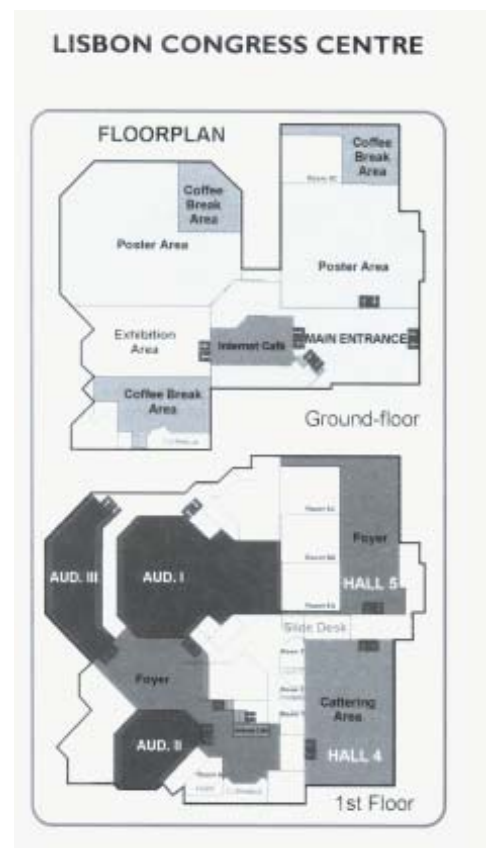 LISBON CONGRESS CENTRE
FLOORPLAN
Coffee
Break
Area
Coffee
Break
Area
Poster Area
Poster Area
Exhibition
Area
Internet Café
MAIN ENTRANCE
Coffee Break
Area
Ground-floor
Foyer
AUD. III
AUD. I
HALL 5
Slide Desk
Foyer
Cattering
Area
AUD. II
HALL 4
1st Floor